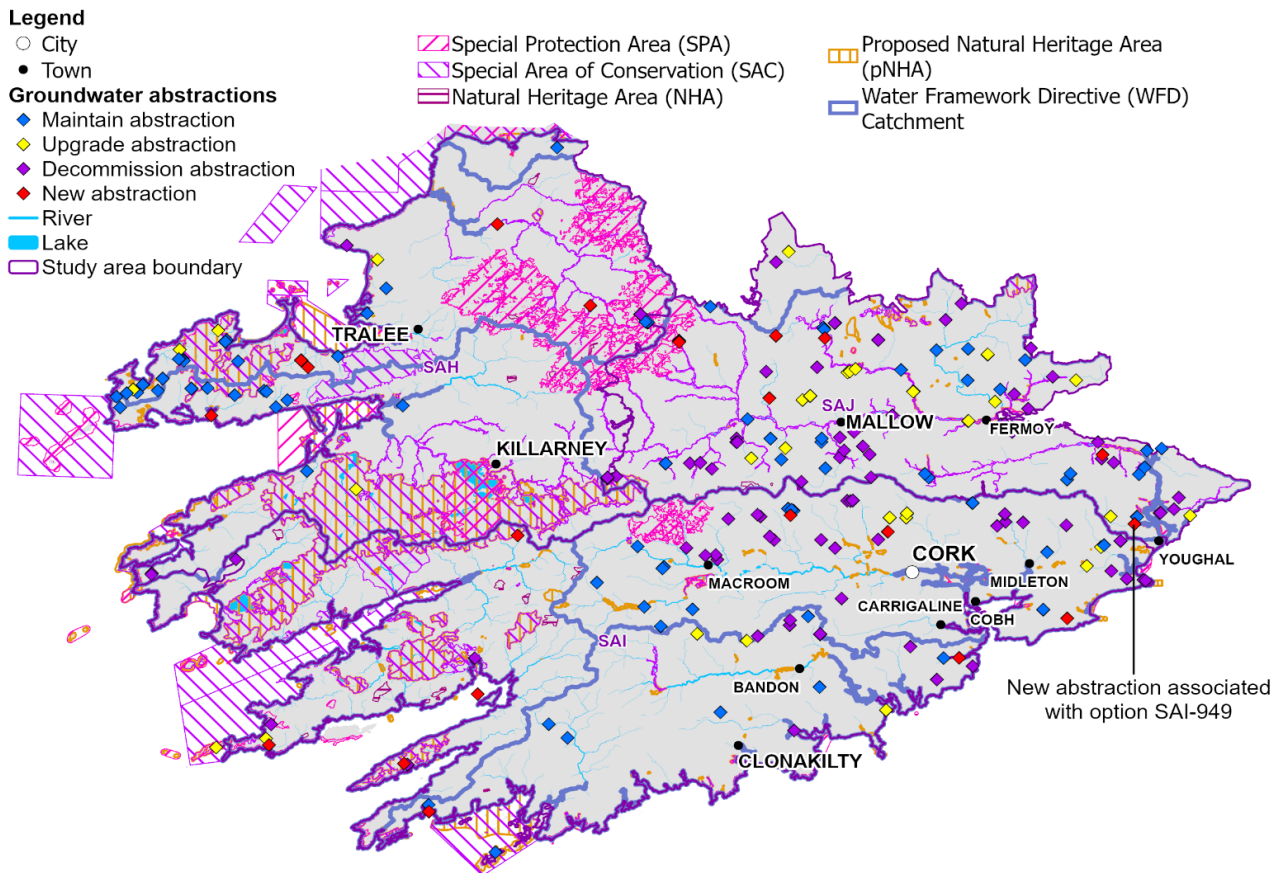 Legend
City
Town
Groundwater abstractions
Maintain abstraction
Upgrade abstraction
Decommission abstraction
New abstraction
River
Lake
Study area boundary
Special Protection Area (SPA)
Special Area of Conservation (SAC)
Natural Heritage Area (NHA)
Proposed Natural Heritage Area
(pNHA)
Water Framework Directive (WFD)
Catchment
TRALEE
SAH
SAJ
MALLOW
FERMOY
KILLARNEY
CORK
YOUGHAL
MACROOM
MIDLETON
CARRIGALINE
COBH
SAI
BANDON
New abstraction associated
with option SAI-949
CLONAKILTY